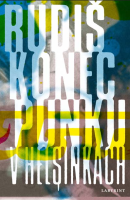 RUDIŠ
KONEC
PUNKU
V HELSINKÁCH
LABYRINT